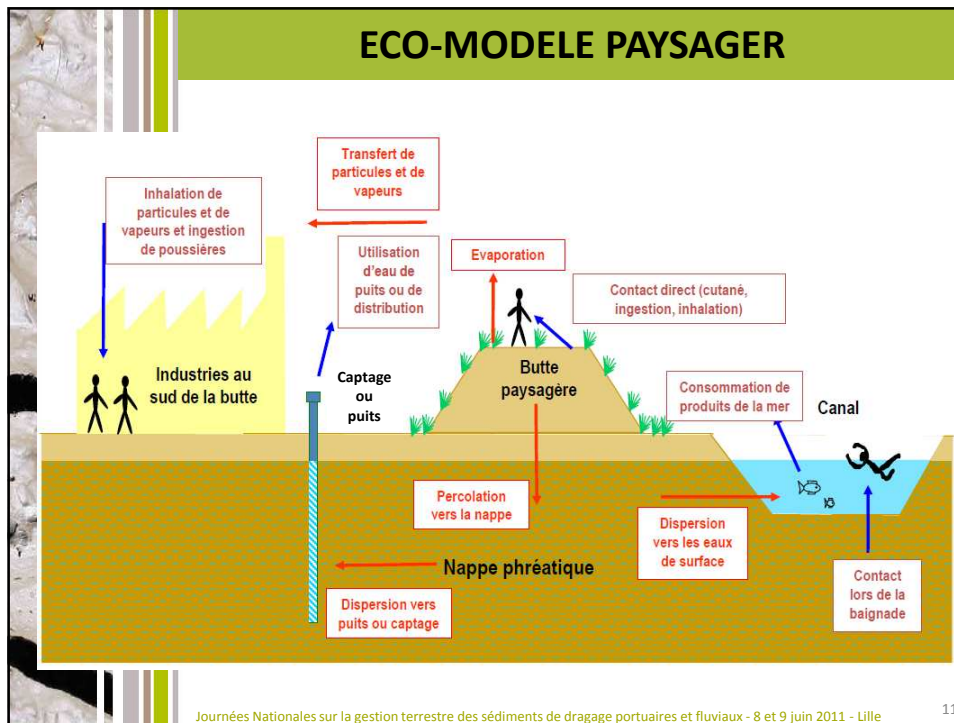 ECO-MODELE PAYSAGER
Transfert de
particules et de
vapeurs
Inhalation de
particules et de
vapeurs et ingestion
de poussières
Utilisation
d'eau de
puits ou de
distribution
Evaporation
Contact direct (cutané,
ingestion, inhalation)
Industries au
sud de la butte
Captage
ou
puits
Butte
paysagère
Consommation de
produits de la mer
Canal
Percolation
vers la nappe
Dispersion
vers les eaux
de surface
Nappe phréatique
Dispersion vers
puits ou captage
Contact
lors de la
baignade
Journées Nationales sur la gestion terrestre des sédiments de dragage portuaires et fluviaux - 8 et 9 juin 2011 - Lille
11